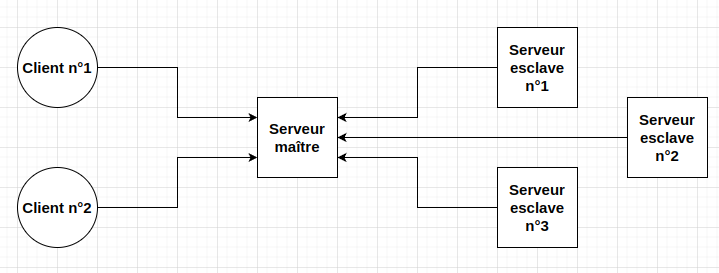 Client n°1
Client n°2
Serveur
maître
Serveur
esclave
n°1
Serveur
esclave
n°2
Serveur
esclave
n°3